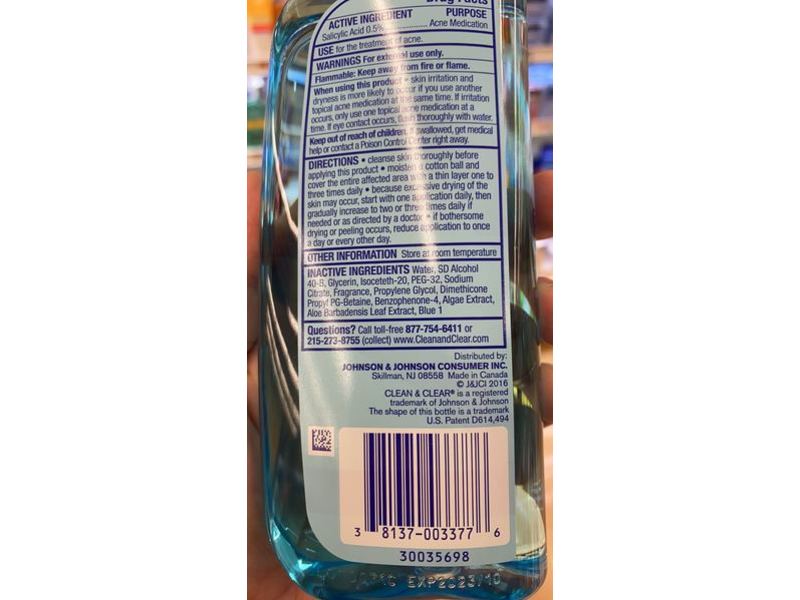 Drug Facts
ACTIVE INGREDIENT PURPOSE
Salicylic Acid 0.5%.................... Acne Medication
USE for the treatment of acne.
WARNINGS For external use only.
Flammable: Keep away from fire or flame.
When using this product • skin irritation and
dryness is more likely to occur if you use another
topical acne medication at the same time. If irritation
occurs, only use one topical acne medication at a
time. If eye contact occurs, flush thoroughly with water.
Keep out of reach of children. If swallowed, get medical
help or contact a Poison Control Center right away.
DIRECTIONS • cleanse skin thoroughly before
applying this product • moisten a cotton ball and
cover the entire affected area with a thin layer one to
three times daily • because excessive drying of the
skin may occur, start with one application daily, then
gradually increase to two or three times daily if
needed or as directed by a doctor • if bothersome
drying or peeling occurs, reduce application to once
a day or every other day.
OTHER INFORMATION Store at room temperature
INACTIVE INGREDIENTS Water, SD Alcohol
40-B, Glycerin, Isoceteth-20, PEG-32, Sodium
Citrate, Fragrance, Propylene Glycol, Dimethicone
Propyl PG-Betaine, Benzophenone-4, Algae Extract,
Aloe Barbadensis Leaf Extract, Blue 1
Questions? Call toll-free 877-754-6411 or
215-273-8755 (collect) www.CleanandClear.com
Distributed by:
JOHNSON & JOHNSON CONSUMER INC.
Skillman, NJ 08558 Made in Canada
© J&JCI 2016
CLEAN & CLEAR® is a registered
trademark of Johnson & Johnson
The shape of this bottle is a trademark
U.S. Patent D614,494
3 8137-003377 6
30035698
EXP2023/10